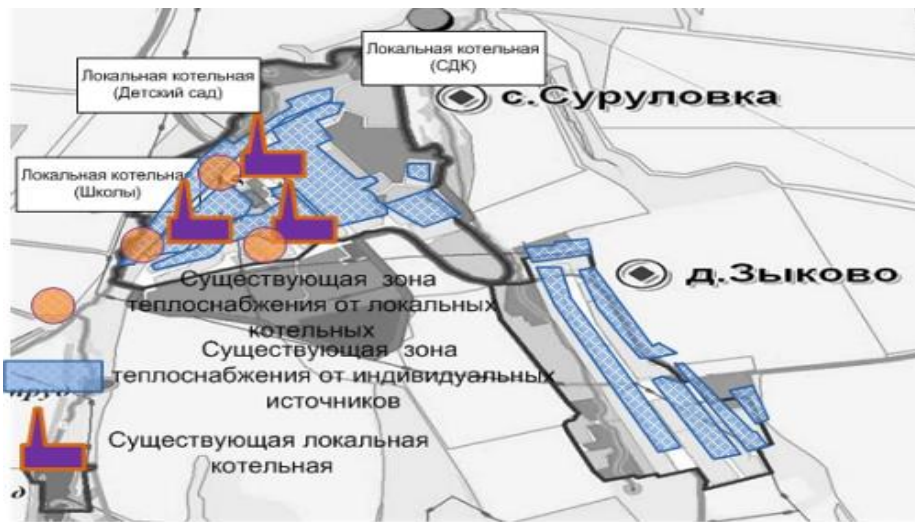 Локальная котельная
(СДК)
Локальная котельная
(Детский сад)
с.Суруловка
Локальная котельна
(Школы)
д.Зыково
Существующая зона
теплоснабжения от локальных
котельных
Существующая зона
теплоснабжения от индивидуальных
источников
Существующая локальная
котельная